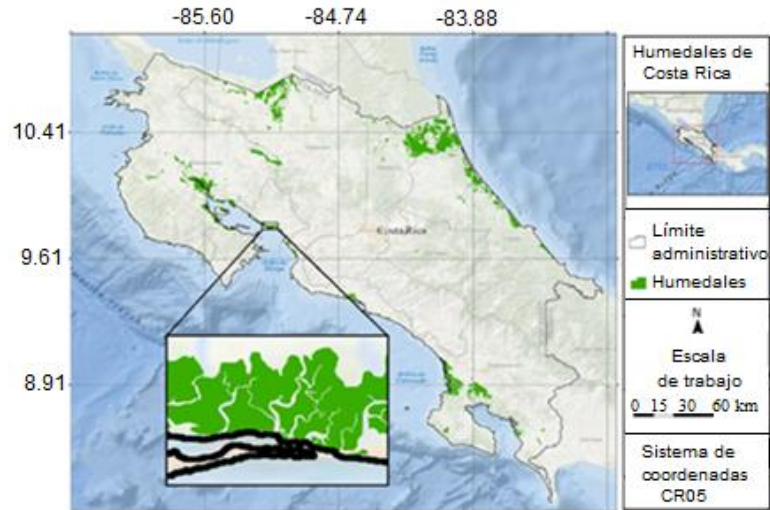 -85.60 -84.74 -83.88
10.41
9.61
8.91
Costa Rica
Humedales de
Costa Rica
Límite
administrativo
Humedales
N
Escala
de trabajo
0 15 30 60 km
Sistema de
coordenadas
CR05